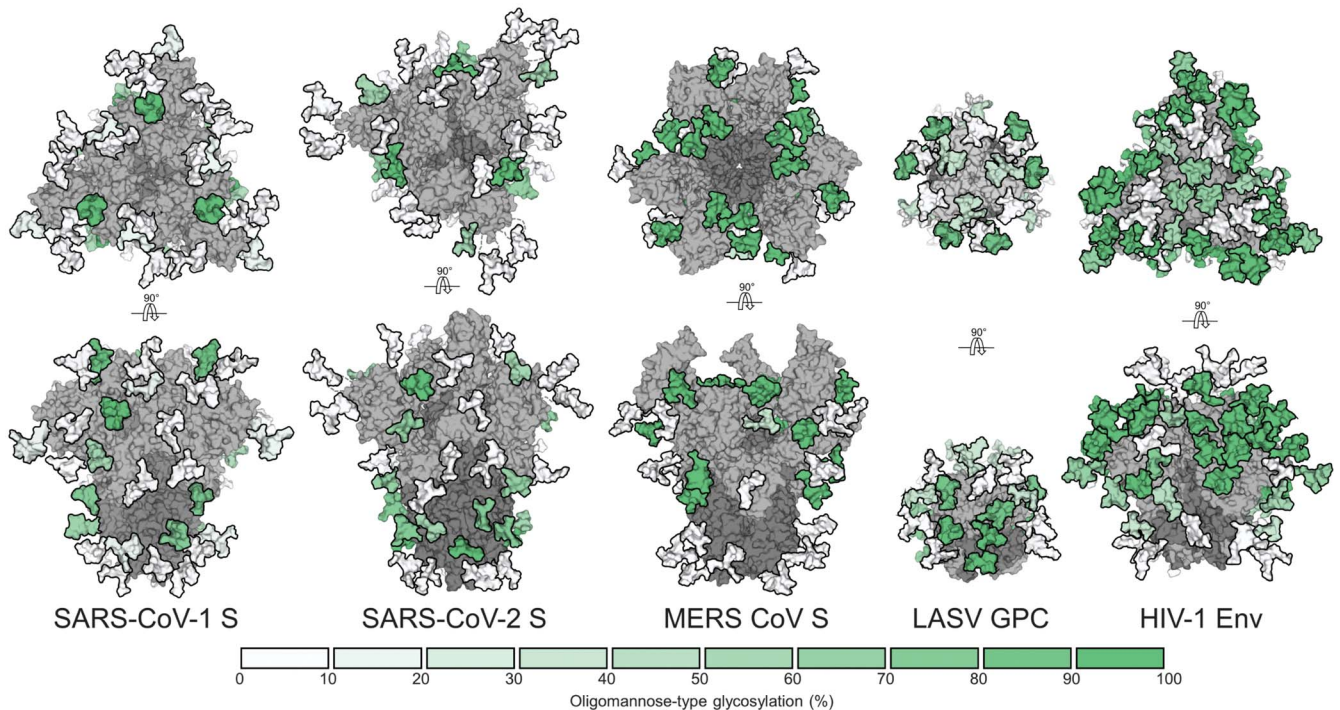 90°
90°
90°
90°
90°
SARS-CoV-1 S
SARS-CoV-2 S
MERS CoV S
LASV GPC
HIV-1 Env
0 10 20 30 40 50 60 70 80 90 100
Oligomannose-type glycosylation (%)